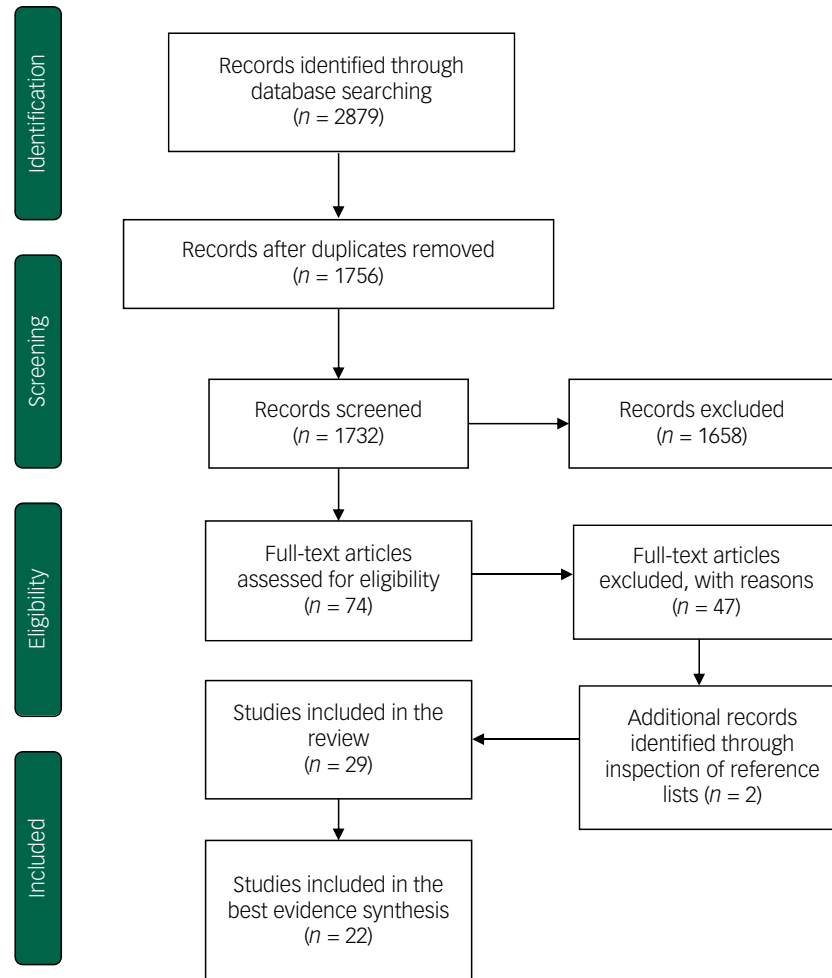 Identification
Records identified through
database searching
(n = 2879)
Records after duplicates removed
(n = 1756)
Screening
Records screened
(n = 1732)
Records excluded
(n = 1658)
Eligibility
Full-text articles
assessed for eligibility
(n = 74)
Full-text articles
excluded, with reasons
(n = 47)
Additional records
identified through
inspection of reference
lists (n = 2)
Studies included in the
review
(n = 29)
Included
Studies included in the
best evidence synthesis
(n = 22)